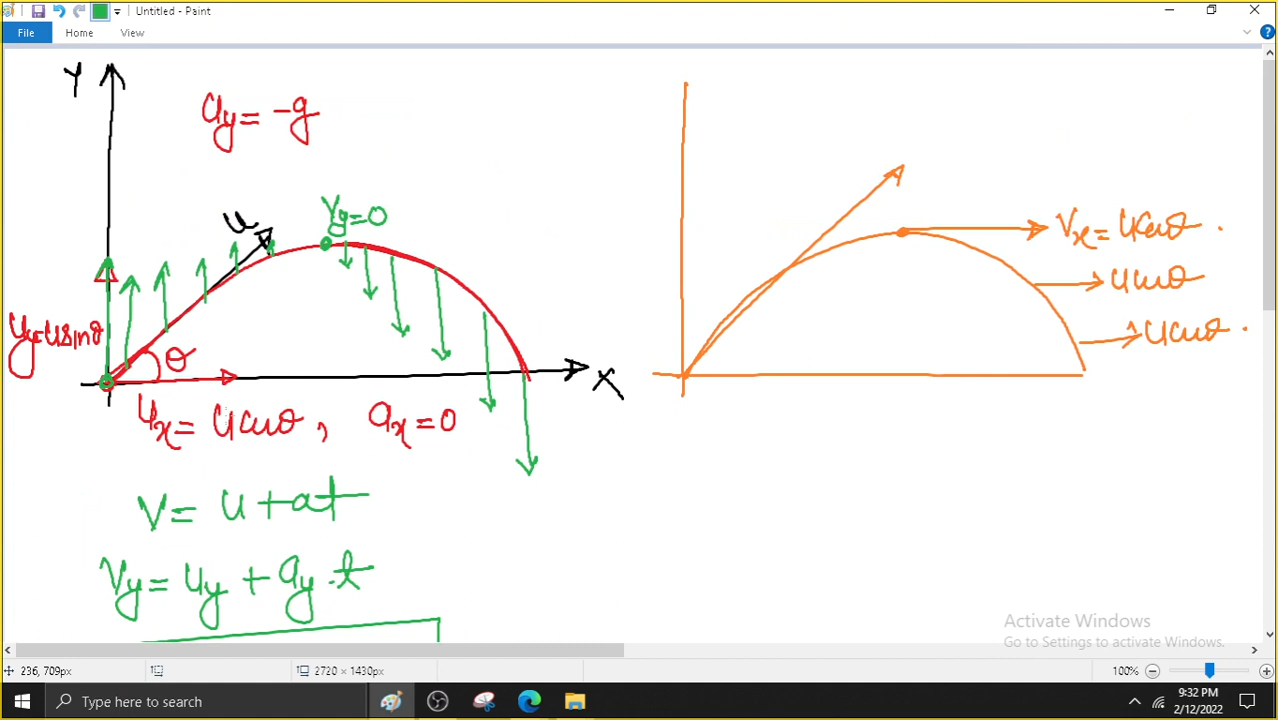 Untitled - Paint
File Home View
Y
ay = -g
u
Vy=0
uy=usinθ
θ
X
ux = ucosθ, ax = 0
V = u + at
Vy = uy + ay .t
Vx = ucosθ .
ucosθ
ucosθ .
Activate Windows
Go to Settings to activate Windows.
236, 709px
2720 × 1430px
100%
Type here to search
9:32 PM
2/12/2022